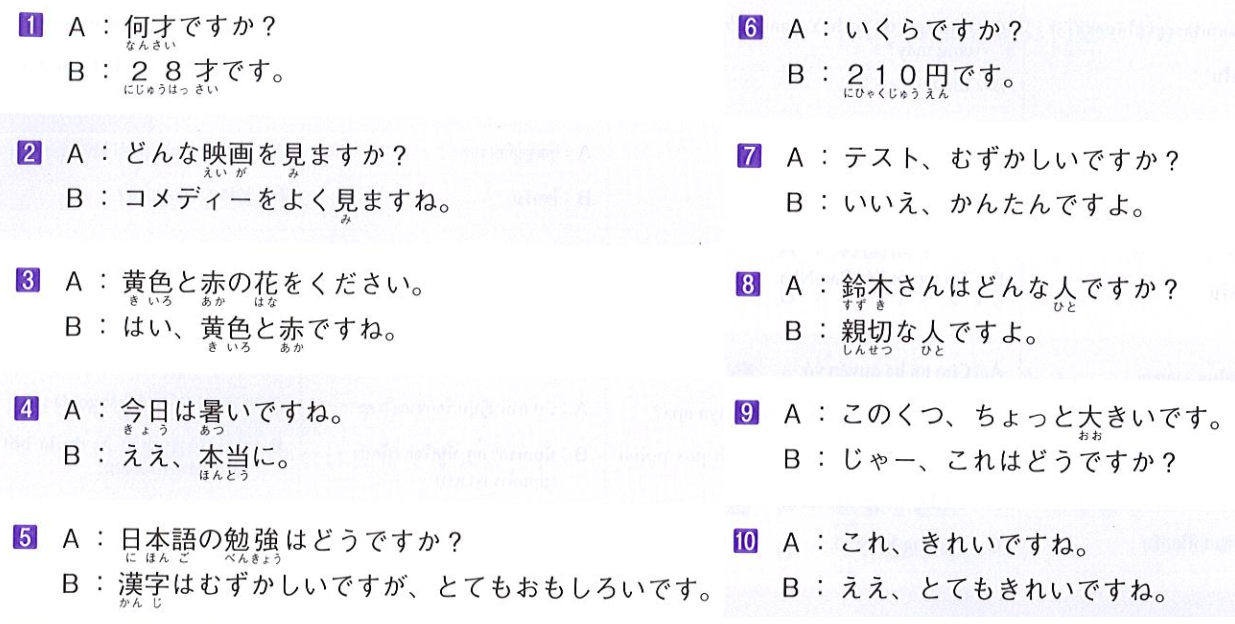 1 A：何才ですか？
なんさい
B：28才です。
にじゅうはっさい
2 A：どんな映画を見ますか？
えいが み
B：コメディーをよく見ますね。
み
3 A：黄色と赤の花をください。
きいろ あか はな
B：はい、黄色と赤ですね。
きいろ あか
4 A：今日は暑いですね。
きょう あつ
B：ええ、本当に。
ほんとう
5 A：日本語の勉強はどうですか？
にほんご べんきょう
B：漢字はむずかしいですが、とてもおもしろいです。
かんじ
6 A：いくらですか？
B：210円です。
にひゃくじゅうえん
7 A：テスト、むずかしいですか？
B：いいえ、かんたんですよ。
8 A：鈴木さんはどんな人ですか？
すずき ひと
B：親切な人ですよ。
しんせつ ひと
9 A：このくつ、ちょっと大きいです。
おお
B：じゃー、これはどうですか？
10 A：これ、きれいですね。
B：ええ、とてもきれいですね。